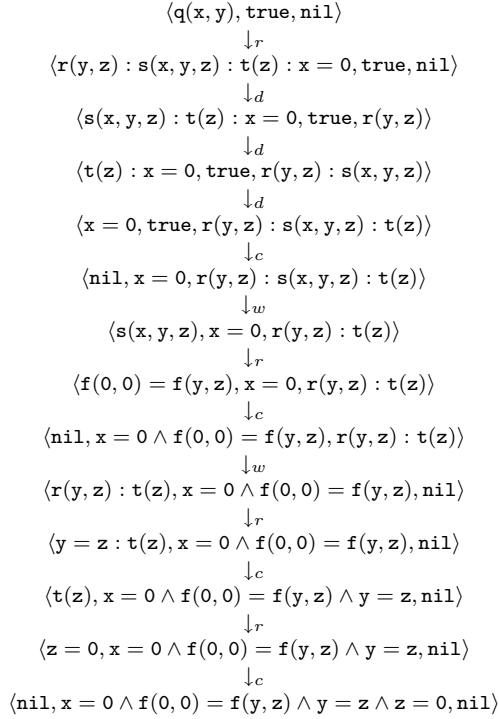 ⟨q(x, y), true, nil⟩
↓r
⟨r(y, z) : s(x, y, z) : t(z) : x = 0, true, nil⟩
↓d
⟨s(x, y, z) : t(z) : x = 0, true, r(y, z)⟩
↓d
⟨t(z) : x = 0, true, r(y, z) : s(x, y, z)⟩
↓d
⟨x = 0, true, r(y, z) : s(x, y, z) : t(z)⟩
↓c
⟨nil, x = 0, r(y, z) : s(x, y, z) : t(z)⟩
↓w
⟨s(x, y, z), x = 0, r(y, z) : t(z)⟩
↓r
⟨f(0, 0) = f(y, z), x = 0, r(y, z) : t(z)⟩
↓c
⟨nil, x = 0 ∧ f(0, 0) = f(y, z), r(y, z) : t(z)⟩
↓w
⟨r(y, z) : t(z), x = 0 ∧ f(0, 0) = f(y, z), nil⟩
↓r
⟨y = z : t(z), x = 0 ∧ f(0, 0) = f(y, z), nil⟩
↓c
⟨t(z), x = 0 ∧ f(0, 0) = f(y, z) ∧ y = z, nil⟩
↓r
⟨z = 0, x = 0 ∧ f(0, 0) = f(y, z) ∧ y = z, nil⟩
↓c
⟨nil, x = 0 ∧ f(0, 0) = f(y, z) ∧ y = z ∧ z = 0, nil⟩